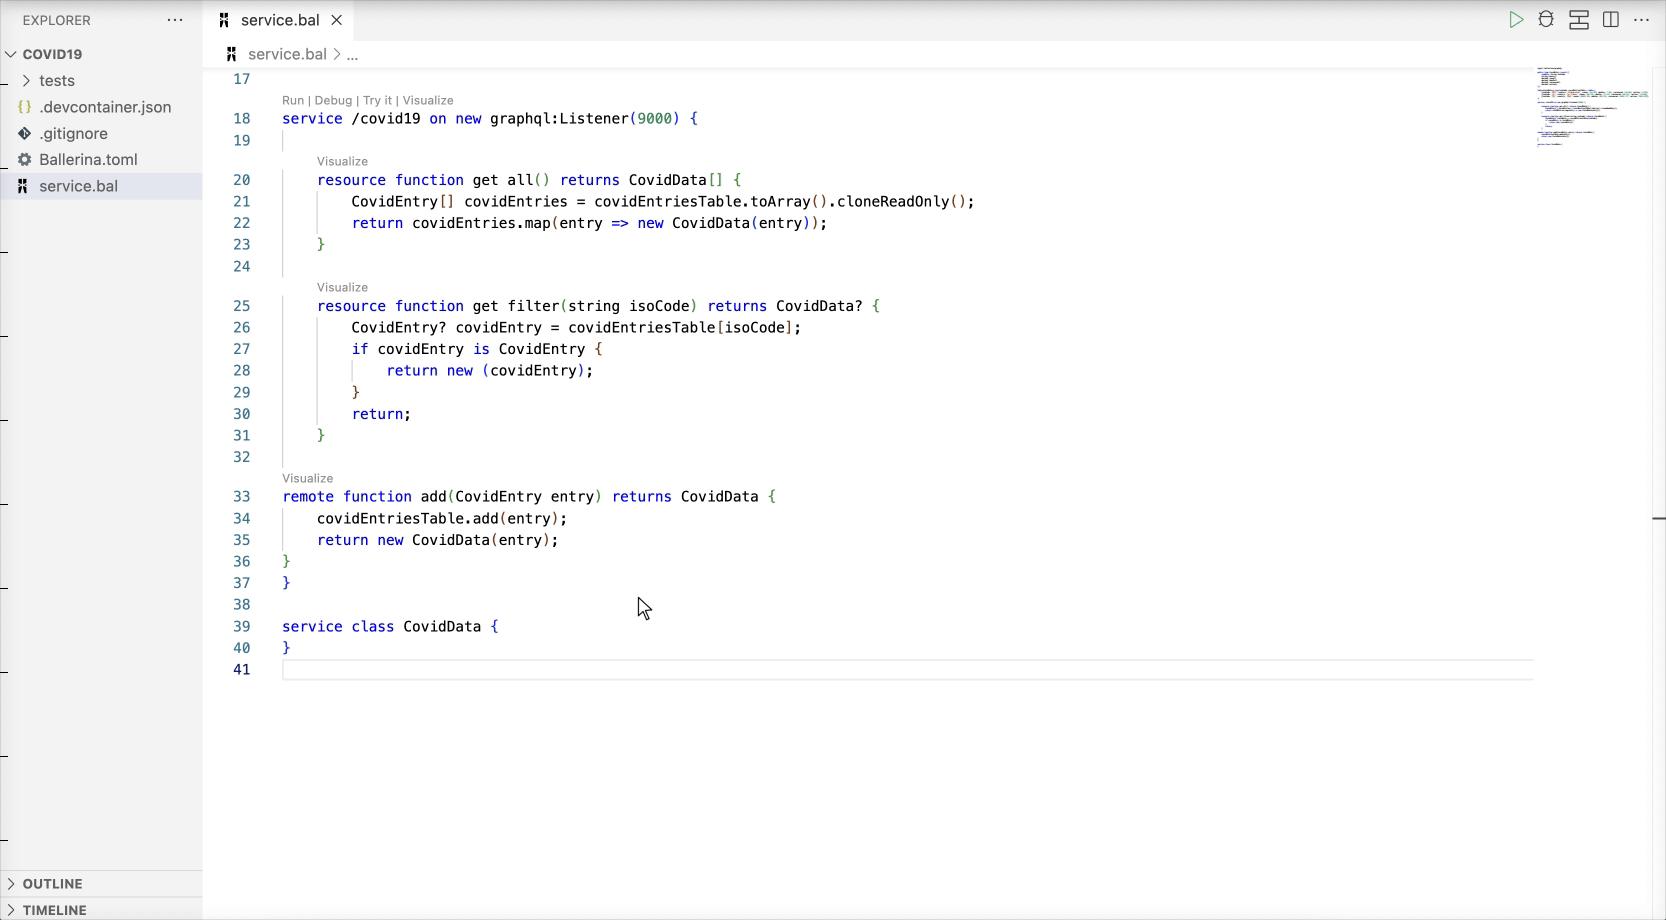 EXPLORER
COVID19
tests
{} .devcontainer.json
.gitignore
Ballerina.toml
service.bal
OUTLINE
TIMELINE
service.bal
service.bal > ...
17
Run | Debug | Try it | Visualize
18 service /covid19 on new graphql:Listener(9000) {
19
Visualize
20 resource function get all() returns CovidData[] {
21 CovidEntry[] covidEntries = covidEntriesTable.toArray().cloneReadOnly();
22 return covidEntries.map(entry => new CovidData(entry));
23 }
24
Visualize
25 resource function get filter(string isoCode) returns CovidData? {
26 CovidEntry? covidEntry = covidEntriesTable[isoCode];
27 if covidEntry is CovidEntry {
28 return new (covidEntry);
29 }
30 return;
31 }
32
Visualize
33 remote function add(CovidEntry entry) returns CovidData {
34 covidEntriesTable.add(entry);
35 return new CovidData(entry);
36 }
37 }
38
39 service class CovidData {
40 }
41